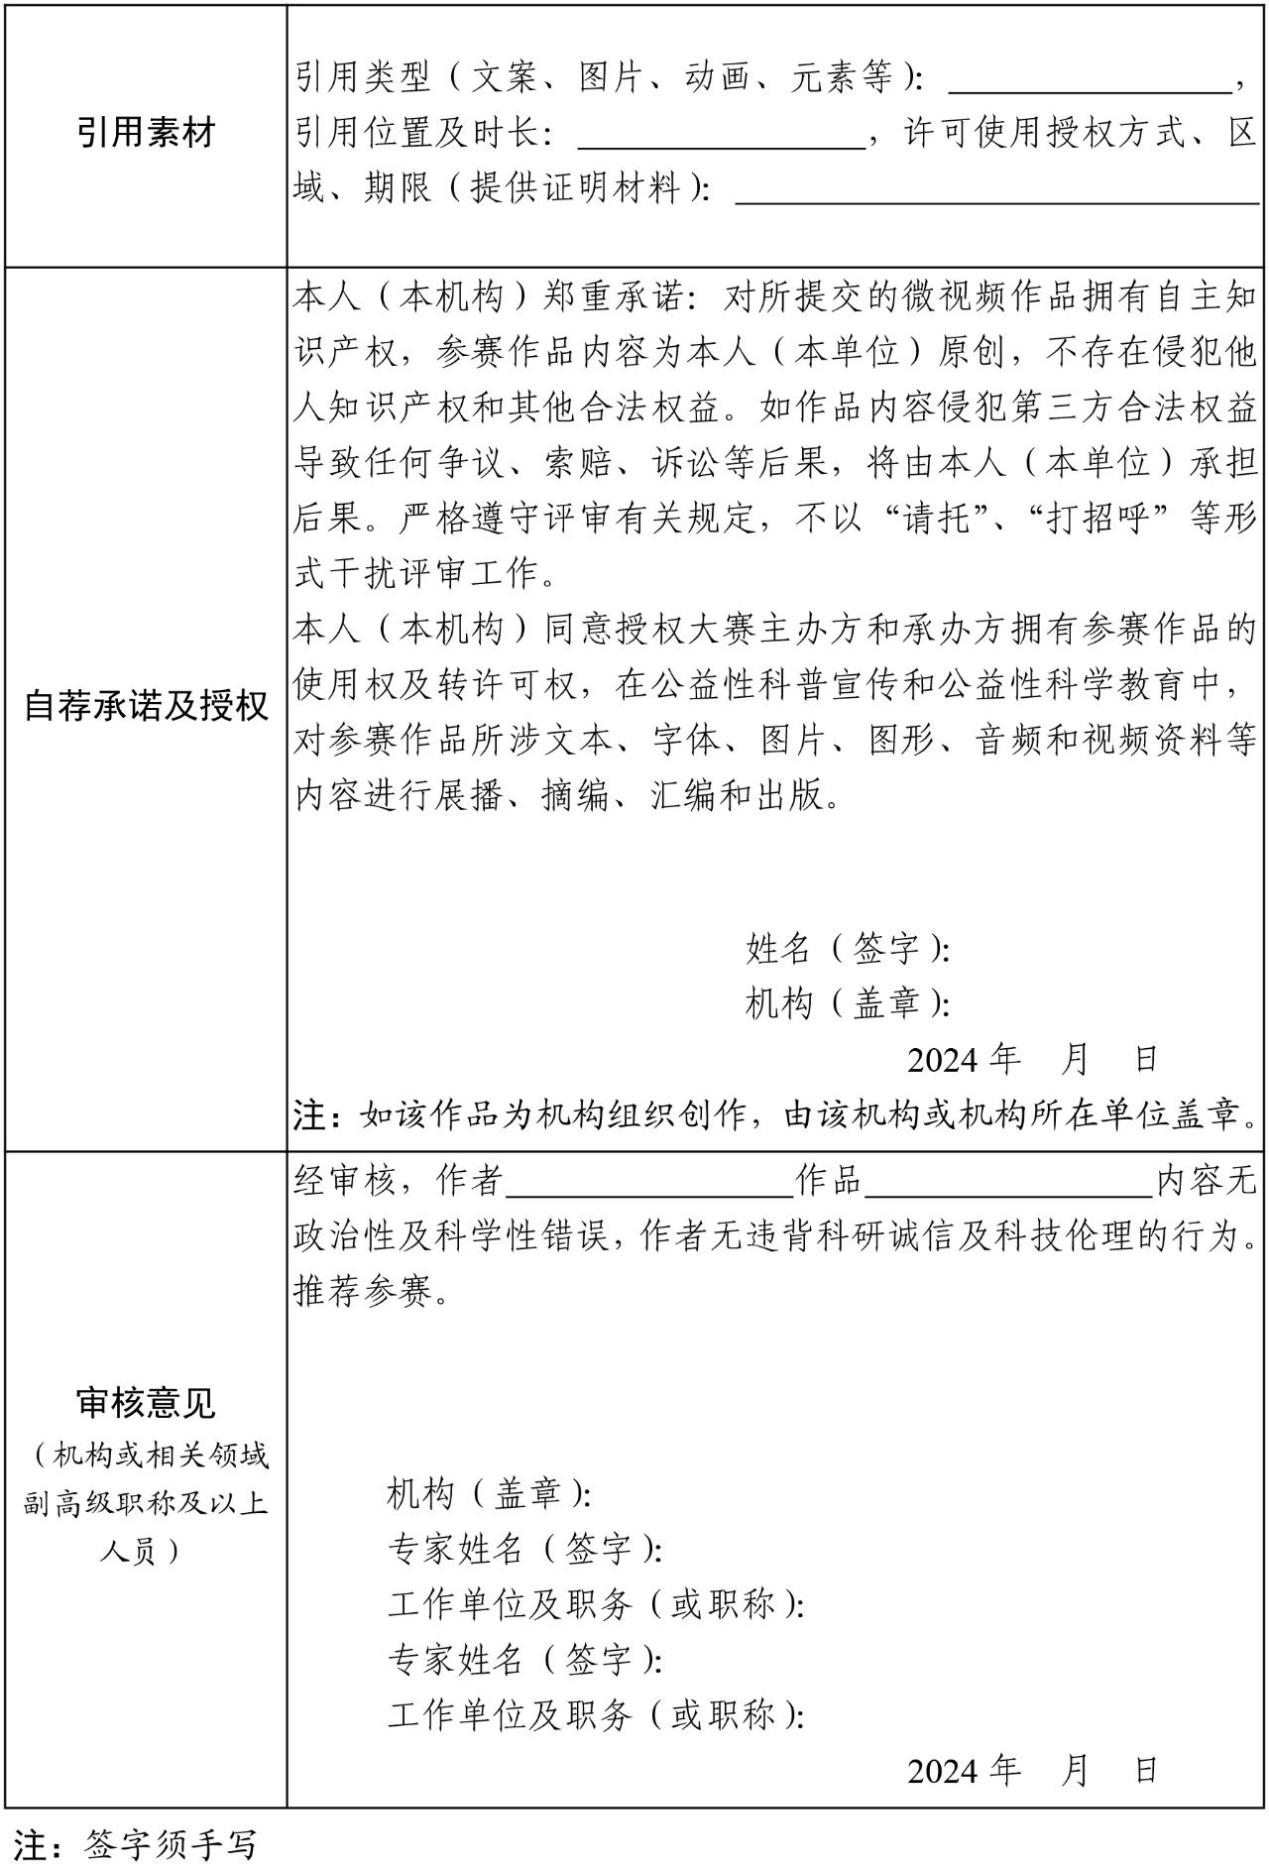 引用素材
引用类型（文案、图片、动画、元素等）：________________，
引用位置及时长：________________，许可使用授权方式、区
域、期限（提供证明材料）：______________________________
自荐承诺及授权
本人（本机构）郑重承诺：对所提交的微视频作品拥有自主知
识产权，参赛作品内容为本人（本单位）原创，不存在侵犯他
人知识产权和其他合法权益。如作品内容侵犯第三方合法权益
导致任何争议、索赔、诉讼等后果，将由本人（本单位）承担
后果。严格遵守评审有关规定，不以“请托”、“打招呼”等形
式干扰评审工作。
本人（本机构）同意授权大赛主办方和承办方拥有参赛作品的
使用权及转许可权，在公益性科普宣传和公益性科学教育中，
对参赛作品所涉文本、字体、图片、图形、音频和视频资料等
内容进行展播、摘编、汇编和出版。
姓名（签字）：
机构（盖章）：
2024 年 月 日
注：如该作品为机构组织创作，由该机构或机构所在单位盖章。
审核意见
（机构或相关领域
副高级职称及以上
人员）
经审核，作者________________作品________________内容无
政治性及科学性错误，作者无违背科研诚信及科技伦理的行为。
推荐参赛。
机构（盖章）：
专家姓名（签字）：
工作单位及职务（或职称）：
专家姓名（签字）：
工作单位及职务（或职称）：
2024 年 月 日
注：签字须手写